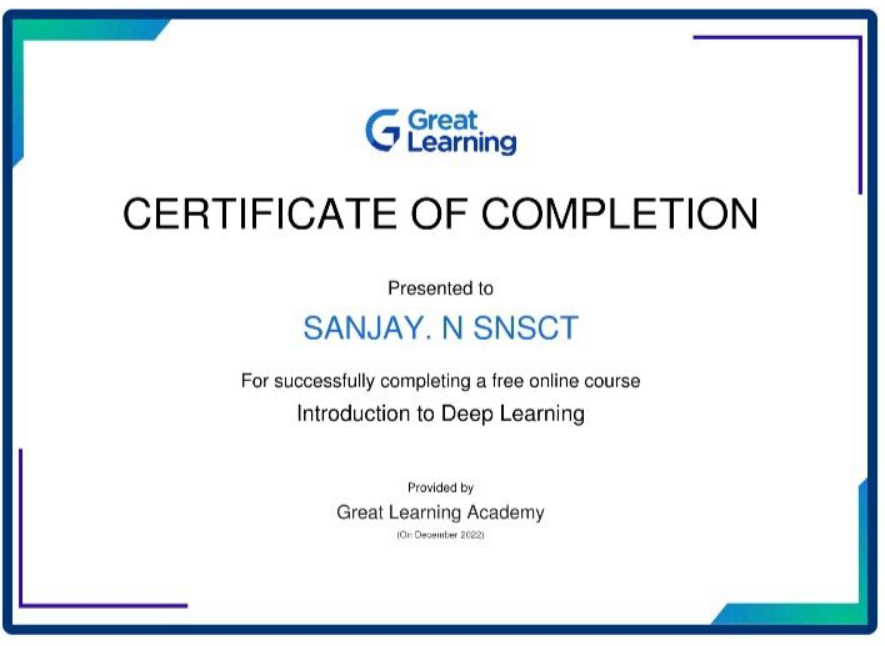 Great
Learning
CERTIFICATE OF COMPLETION
Presented to
SANJAY. N SNSCT
For successfully completing a free online course
Introduction to Deep Learning
Provided by
Great Learning Academy
(On December 2022)